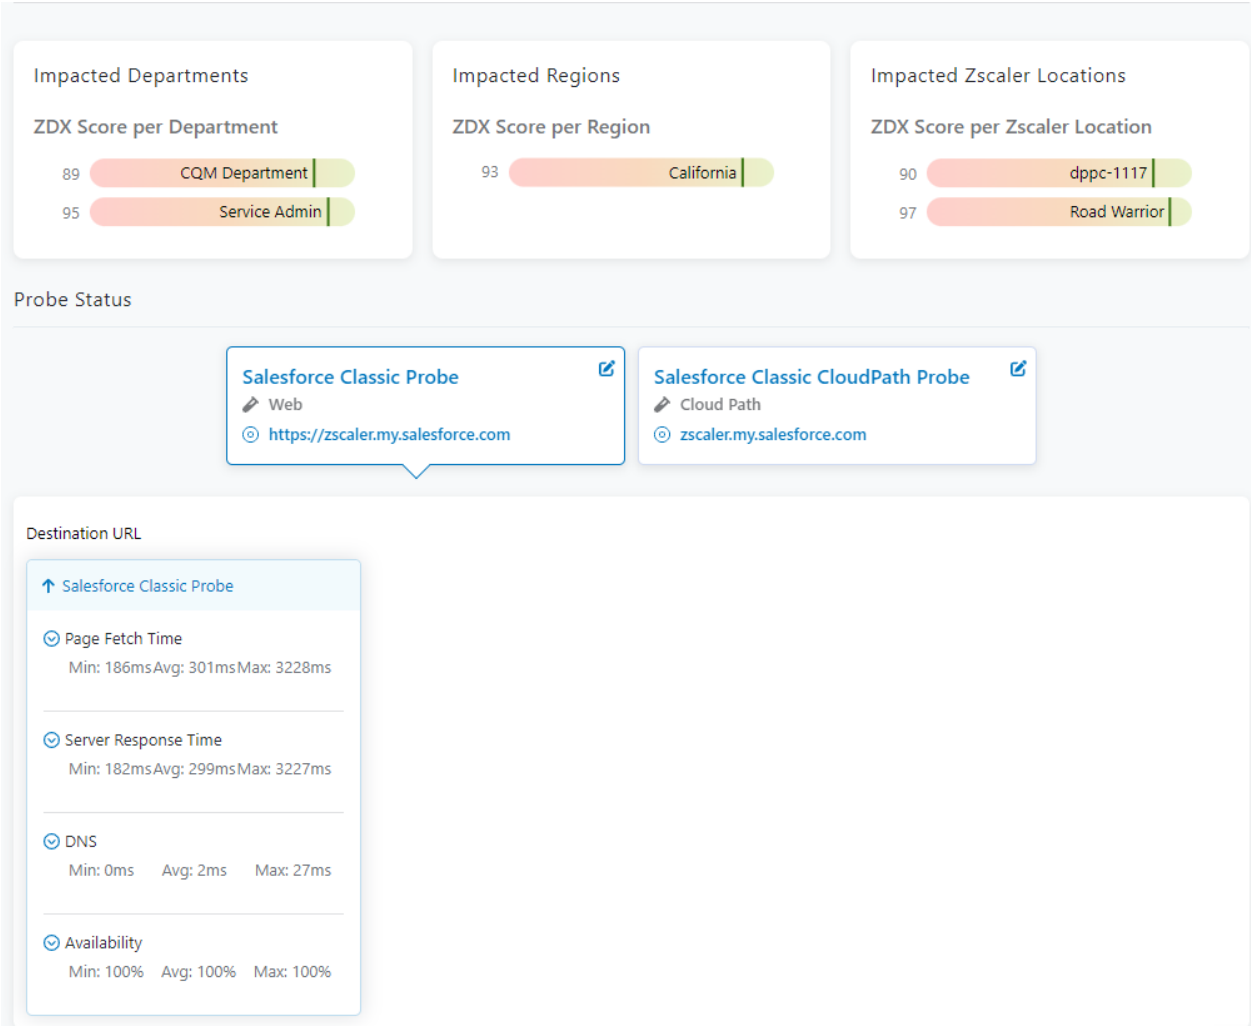 Impacted Departments
ZDX Score per Department
89 CQM Department
95 Service Admin
Impacted Regions
ZDX Score per Region
93 California
Impacted Zscaler Locations
ZDX Score per Zscaler Location
90 dppc-1117
97 Road Warrior
Probe Status
Salesforce Classic Probe
Web
https://zscaler.my.salesforce.com
Salesforce Classic CloudPath Probe
Cloud Path
zscaler.my.salesforce.com
Destination URL
Salesforce Classic Probe
Page Fetch Time
Min: 186ms Avg: 301ms Max: 3228ms
Server Response Time
Min: 182ms Avg: 299ms Max: 3227ms
DNS
Min: 0ms Avg: 2ms Max: 27ms
Availability
Min: 100% Avg: 100% Max: 100%